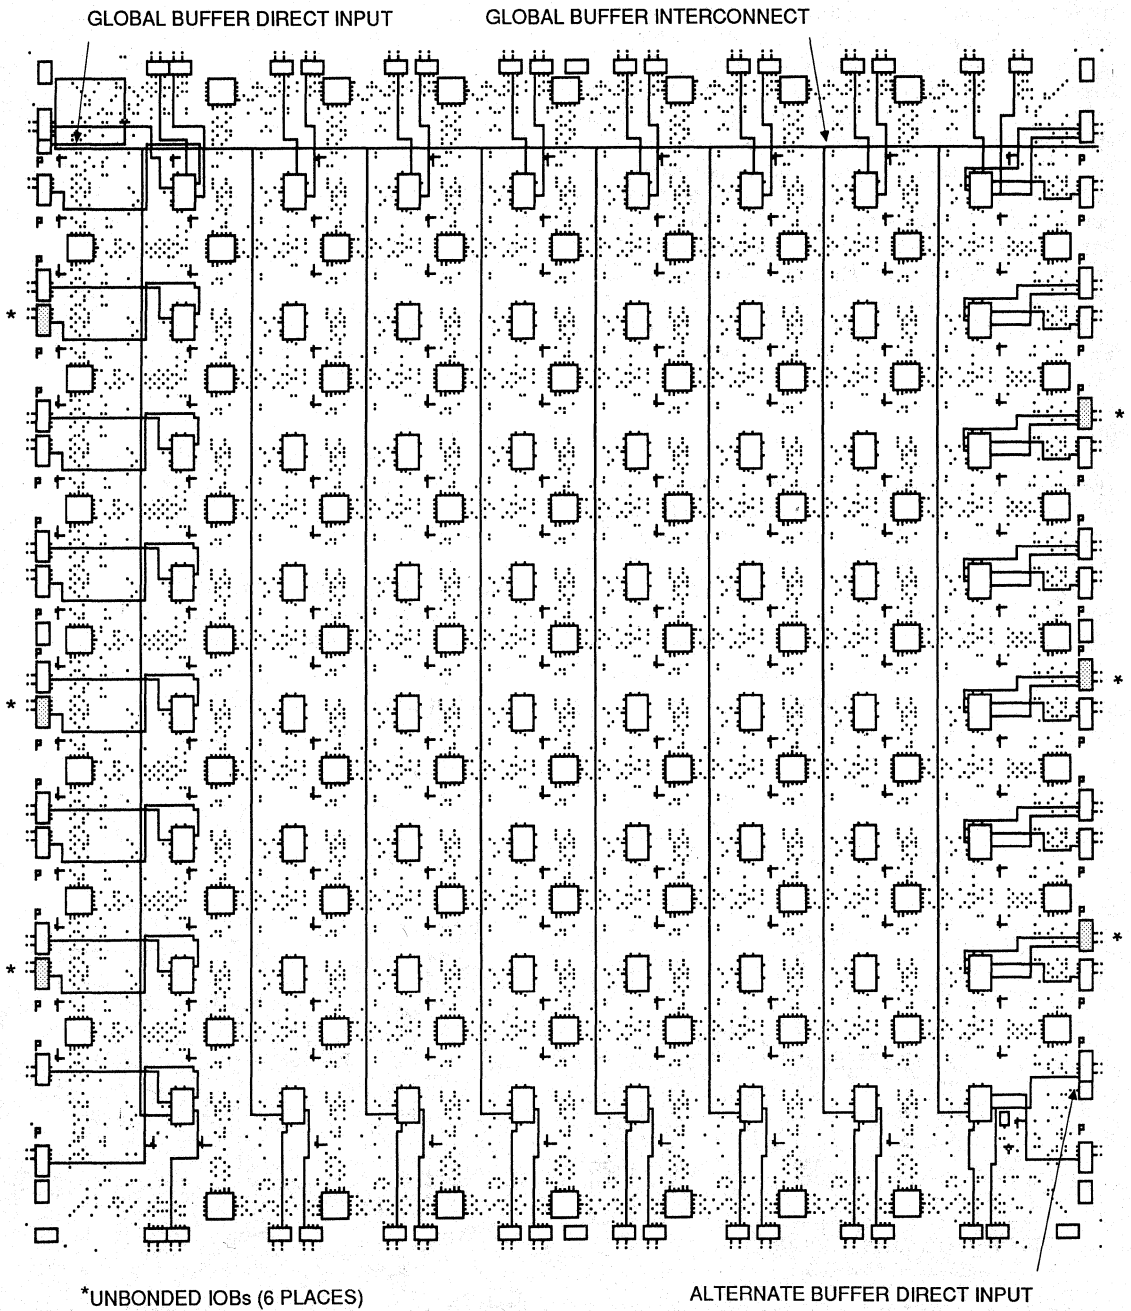 GLOBAL BUFFER DIRECT INPUT
GLOBAL BUFFER INTERCONNECT
*
*
*
*
*
*
*UNBONDED IOBs (6 PLACES)
ALTERNATE BUFFER DIRECT INPUT